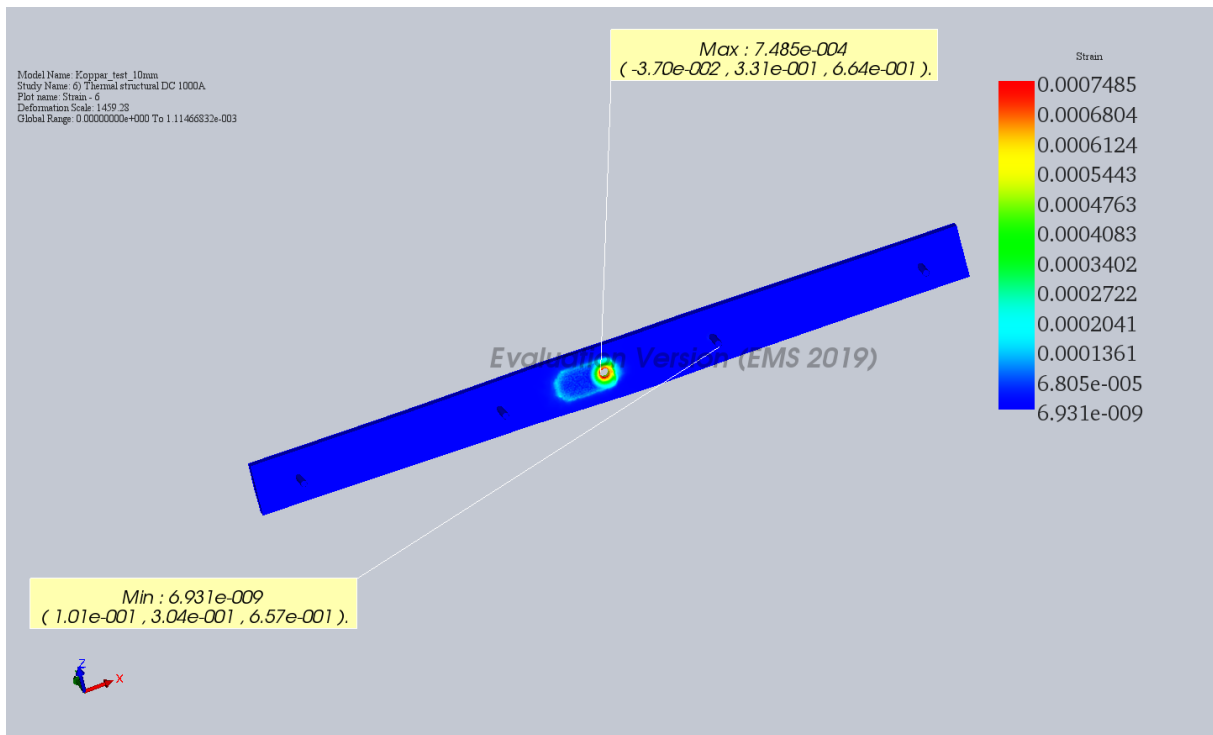 Max : 7.485e-004
( -3.70e-002 , 3.31e-001 , 6.64e-001 ).
Strain
Model Name: Koppar_test_10mm
Study Name: 6) Thermal structural DC 1000A
Plot name: Strain - 6
Deformation Scale: 1459.28
Global Range: 0.00000000e+000 To 1.11466832e-003
0.0007485
0.0006804
0.0006124
0.0005443
0.0004763
0.0004083
0.0003402
0.0002722
0.0002041
0.0001361
6.805e-005
6.931e-009
Evaluation Version (EMS 2019)
Min : 6.931e-009
( 1.01e-001 , 3.04e-001 , 6.57e-001 ).
Z
X